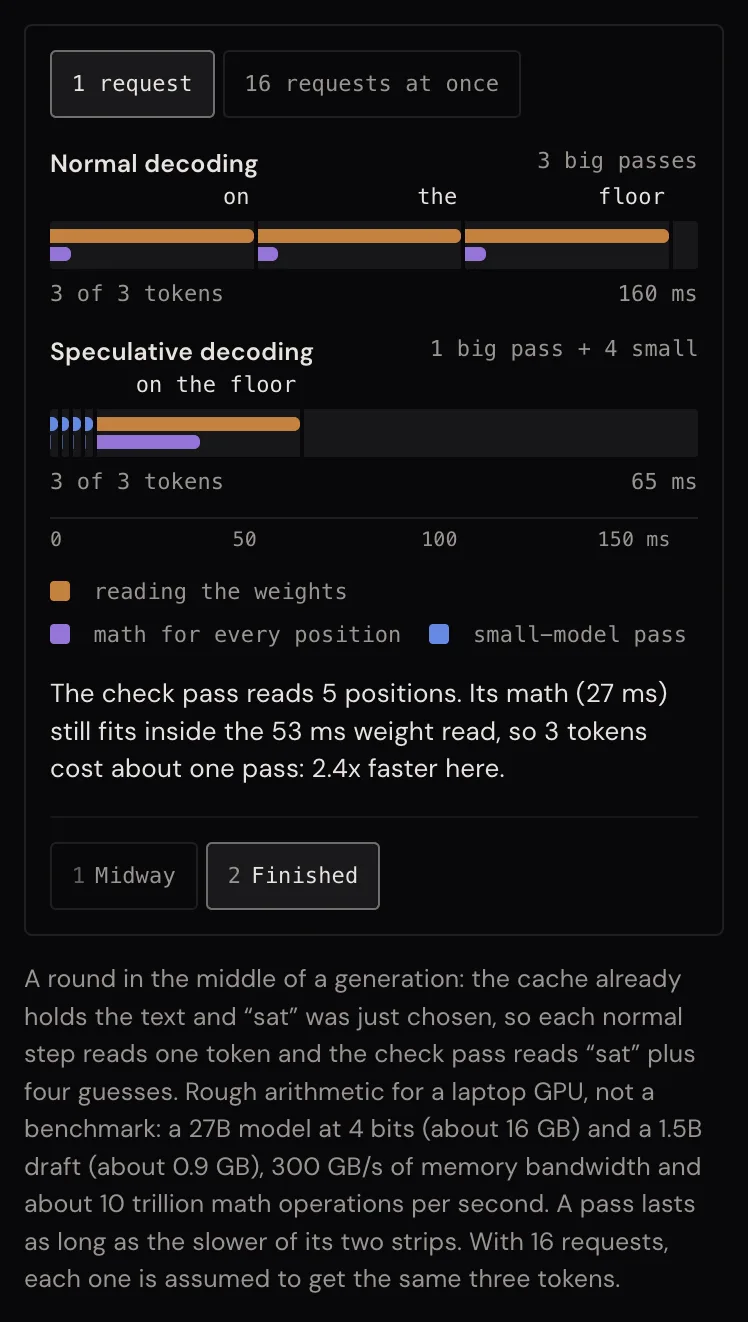 1 request
16 requests at once
Normal decoding
3 big passes
on
the
floor
3 of 3 tokens
160 ms
Speculative decoding
1 big pass + 4 small
on the floor
3 of 3 tokens
65 ms
0
50
100
150 ms
reading the weights
math for every position
small-model pass
The check pass reads 5 positions. Its math (27 ms)
still fits inside the 53 ms weight read, so 3 tokens
cost about one pass: 2.4x faster here.
1 Midway
2 Finished
A round in the middle of a generation: the cache already
holds the text and “sat” was just chosen, so each normal
step reads one token and the check pass reads “sat” plus
four guesses. Rough arithmetic for a laptop GPU, not a
benchmark: a 27B model at 4 bits (about 16 GB) and a 1.5B
draft (about 0.9 GB), 300 GB/s of memory bandwidth and
about 10 trillion math operations per second. A pass lasts
as long as the slower of its two strips. With 16 requests,
each one is assumed to get the same three tokens.